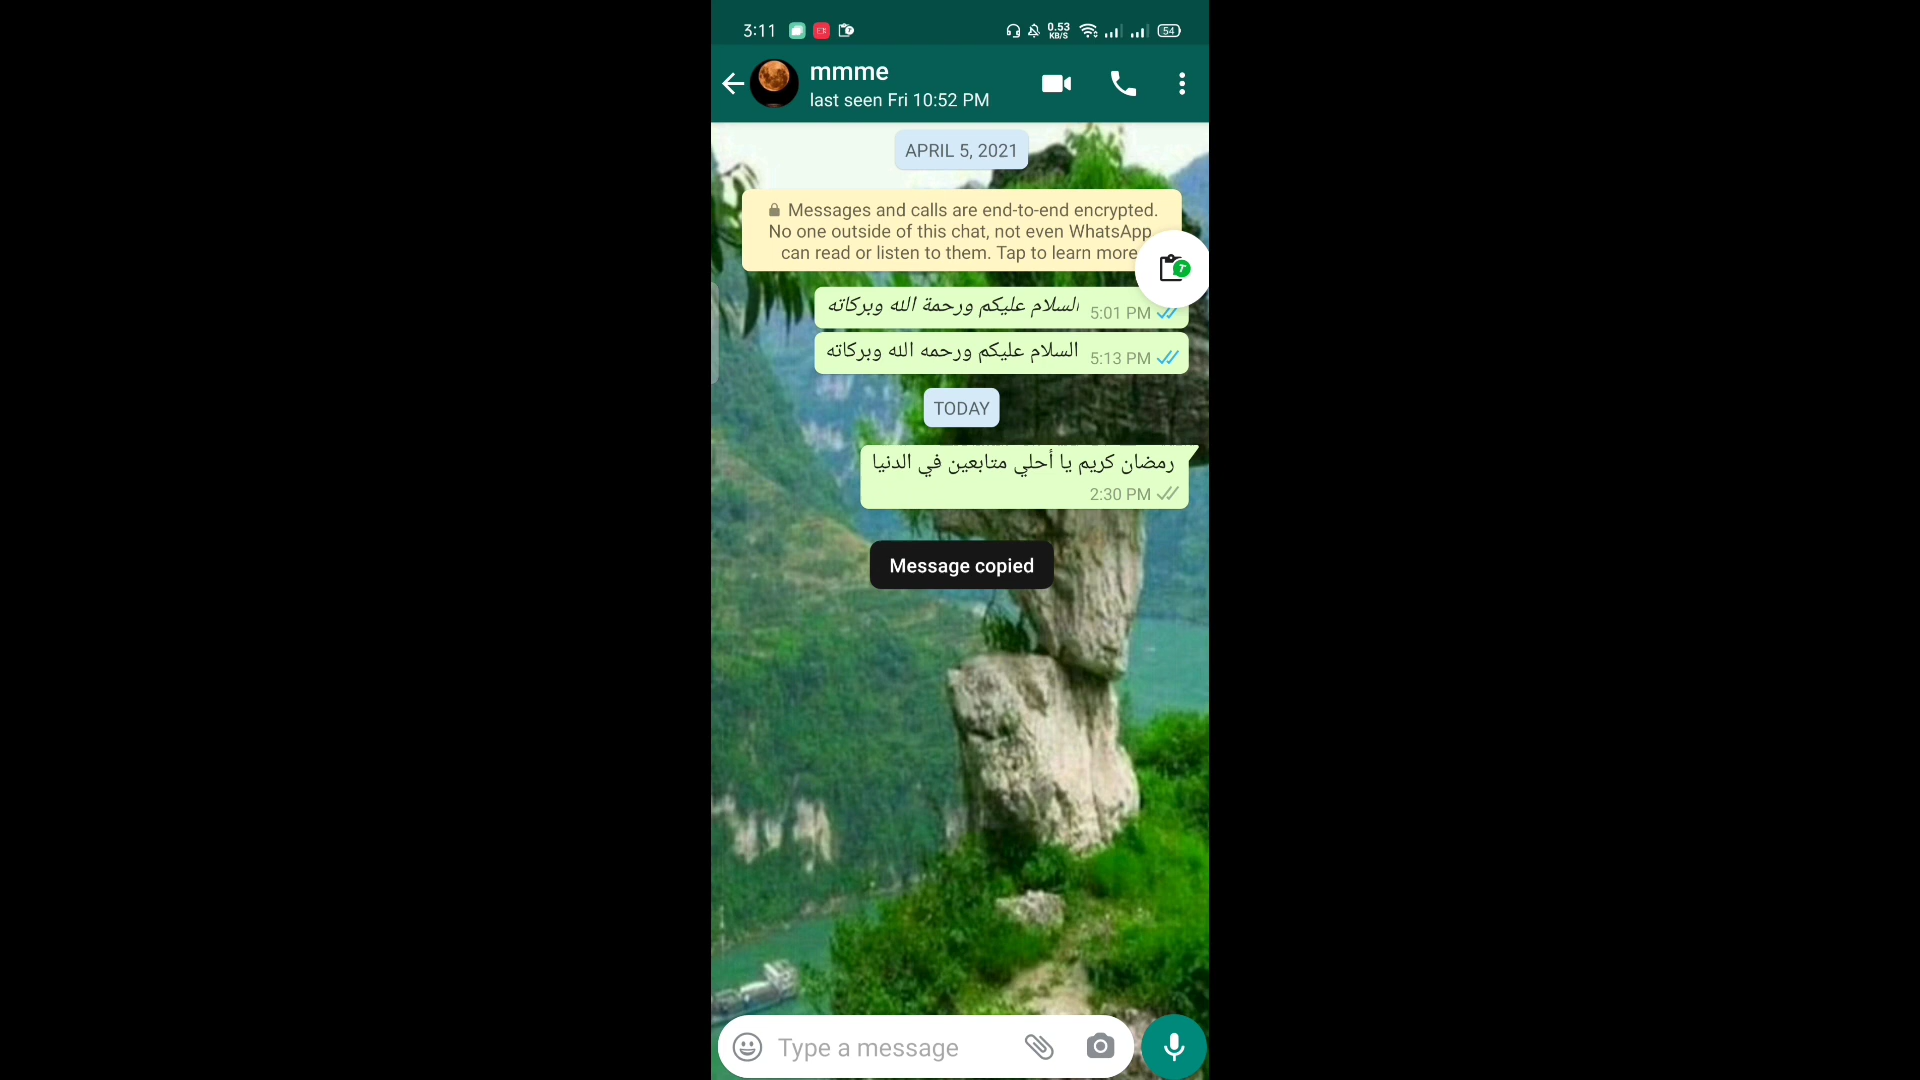 3:11 0.53 KB/S 54
mmme
last seen Fri 10:52 PM
APRIL 5, 2021
Messages and calls are end-to-end encrypted.
No one outside of this chat, not even WhatsApp,
can read or listen to them. Tap to learn more
السلام عليكم ورحمة الله وبركاته
5:01 PM
السلام عليكم ورحمه الله وبركاته
5:13 PM
TODAY
رمضان كريم يا أحلي متابعين في الدنيا
2:30 PM
Message copied
Type a message